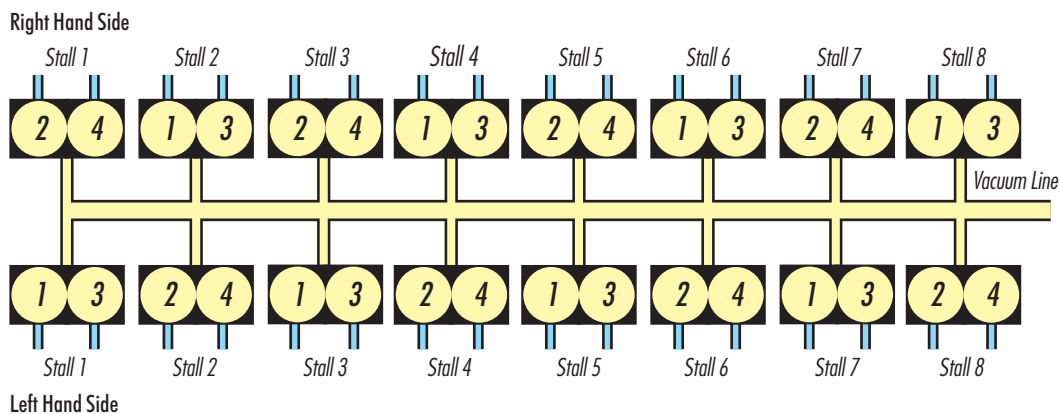 Right Hand Side
Stall 1 Stall 2 Stall 3 Stall 4 Stall 5 Stall 6 Stall 7 Stall 8
2 4 1 3 2 4 1 3 2 4 1 3 2 4 1 3
Vacuum Line
1 3 2 4 1 3 2 4 1 3 2 4 1 3 2 4
Stall 1 Stall 2 Stall 3 Stall 4 Stall 5 Stall 6 Stall 7 Stall 8
Left Hand Side